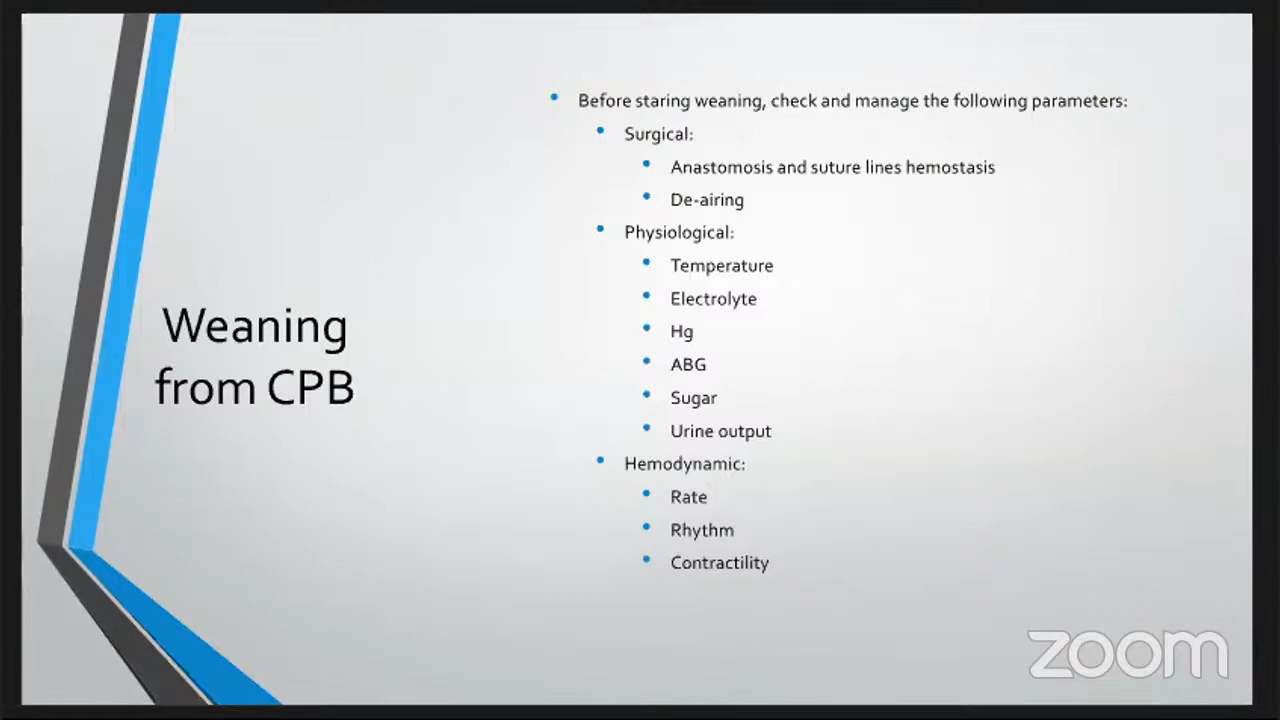 Weaning
from CPB
Before staring weaning, check and manage the following parameters:
Surgical:
Anastomosis and suture lines hemostasis
De-airing
Physiological:
Temperature
Electrolyte
Hg
ABG
Sugar
Urine output
Hemodynamic:
Rate
Rhythm
Contractility
zoom